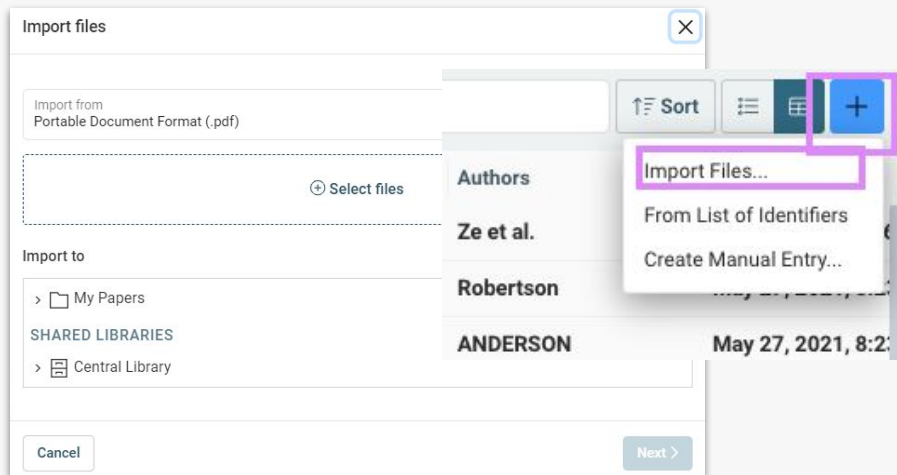 Import files
Import from
Portable Document Format (.pdf)
Select files
Import to
My Papers
SHARED LIBRARIES
Central Library
Cancel
Next
Sort
Import Files...
From List of Identifiers
Create Manual Entry...
Authors
Ze et al.
Robertson
ANDERSON
May 27, 2021, 8:2